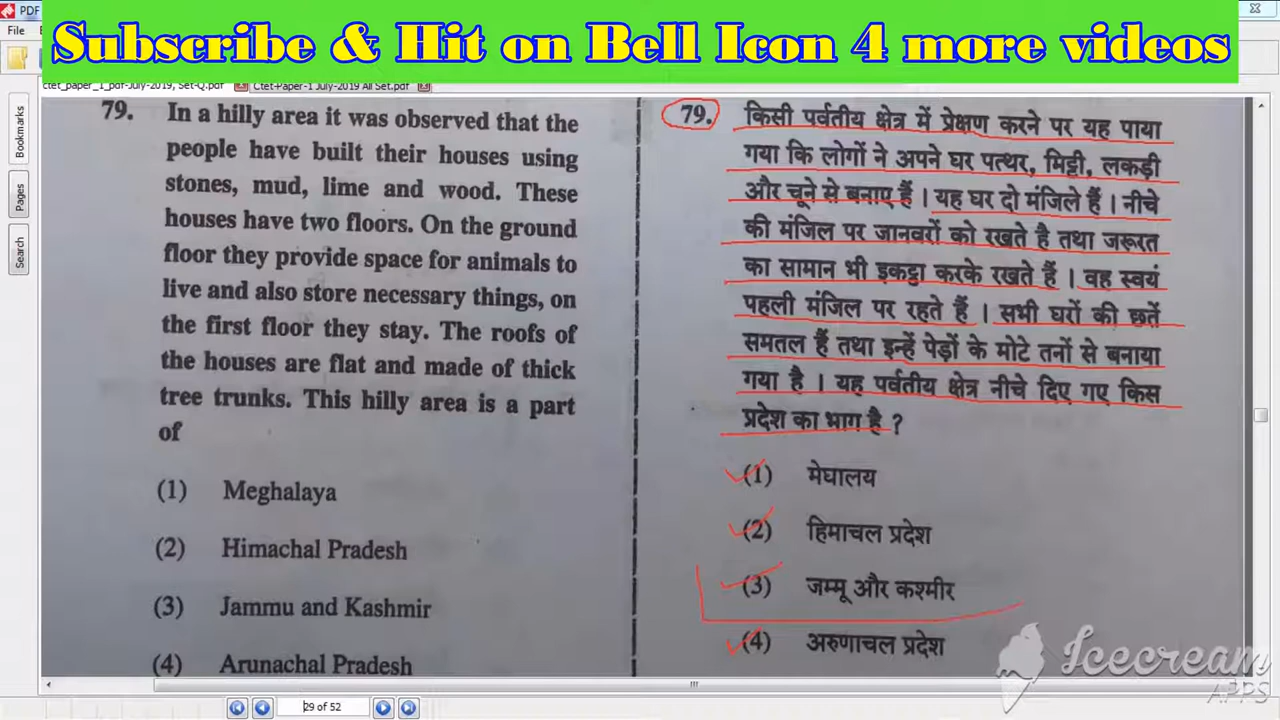 PDF
Subscribe & Hit on Bell Icon 4 more videos
File
ctet_paper_1_pdf-July-2019, Set-Q.pdf
Ctet-Paper-1 July-2019 All Set.pdf
Bookmarks
Pages
Search
79. In a hilly area it was observed that the
people have built their houses using
stones, mud, lime and wood. These
houses have two floors. On the ground
floor they provide space for animals to
live and also store necessary things, on
the first floor they stay. The roofs of
the houses are flat and made of thick
tree trunks. This hilly area is a part
of
(1) Meghalaya
(2) Himachal Pradesh
(3) Jammu and Kashmir
(4) Arunachal Pradesh
79. किसी पर्वतीय क्षेत्र में प्रेक्षण करने पर यह पाया
गया कि लोगों ने अपने घर पत्थर, मिट्टी, लकड़ी
और चूने से बनाए हैं । यह घर दो मंजिले हैं । नीचे
की मंजिल पर जानवरों को रखते है तथा जरूरत
का सामान भी इकट्ठा करके रखते हैं । वह स्वयं
पहली मंजिल पर रहते हैं । सभी घरों की छतें
समतल हैं तथा इन्हें पेड़ों के मोटे तनों से बनाया
गया है । यह पर्वतीय क्षेत्र नीचे दिए गए किस
प्रदेश का भाग है ?
(1) मेघालय
(2) हिमाचल प्रदेश
(3) जम्मू और कश्मीर
(4) अरुणाचल प्रदेश
Icecream
APPS
29 of 52